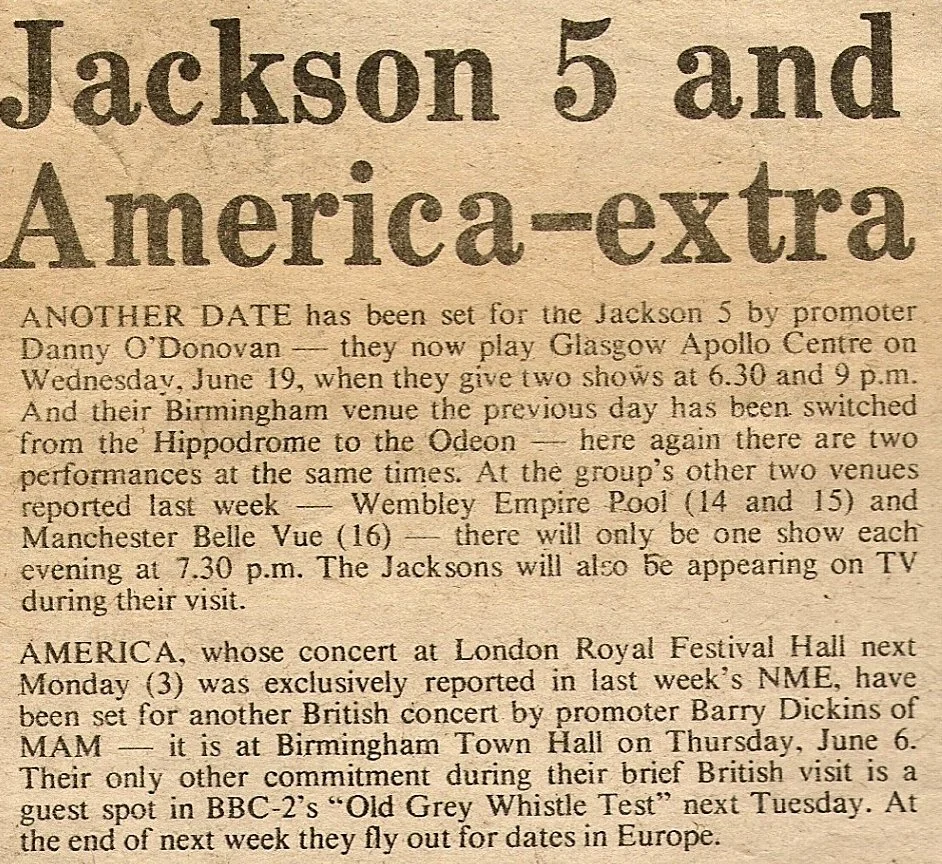 Jackson 5 and
America-extra
ANOTHER DATE has been set for the Jackson 5 by promoter
Danny O'Donovan — they now play Glasgow Apollo Centre on
Wednesday, June 19, when they give two shows at 6.30 and 9 p.m.
And their Birmingham venue the previous day has been switched
from the Hippodrome to the Odeon — here again there are two
performances at the same times. At the group's other two venues
reported last week — Wembley Empire Pool (14 and 15) and
Manchester Belle Vue (16) — there will only be one show each
evening at 7.30 p.m. The Jacksons will also be appearing on TV
during their visit.
AMERICA, whose concert at London Royal Festival Hall next
Monday (3) was exclusively reported in last week's NME, have
been set for another British concert by promoter Barry Dickins of
MAM — it is at Birmingham Town Hall on Thursday, June 6.
Their only other commitment during their brief British visit is a
guest spot in BBC-2's "Old Grey Whistle Test" next Tuesday. At
the end of next week they fly out for dates in Europe.